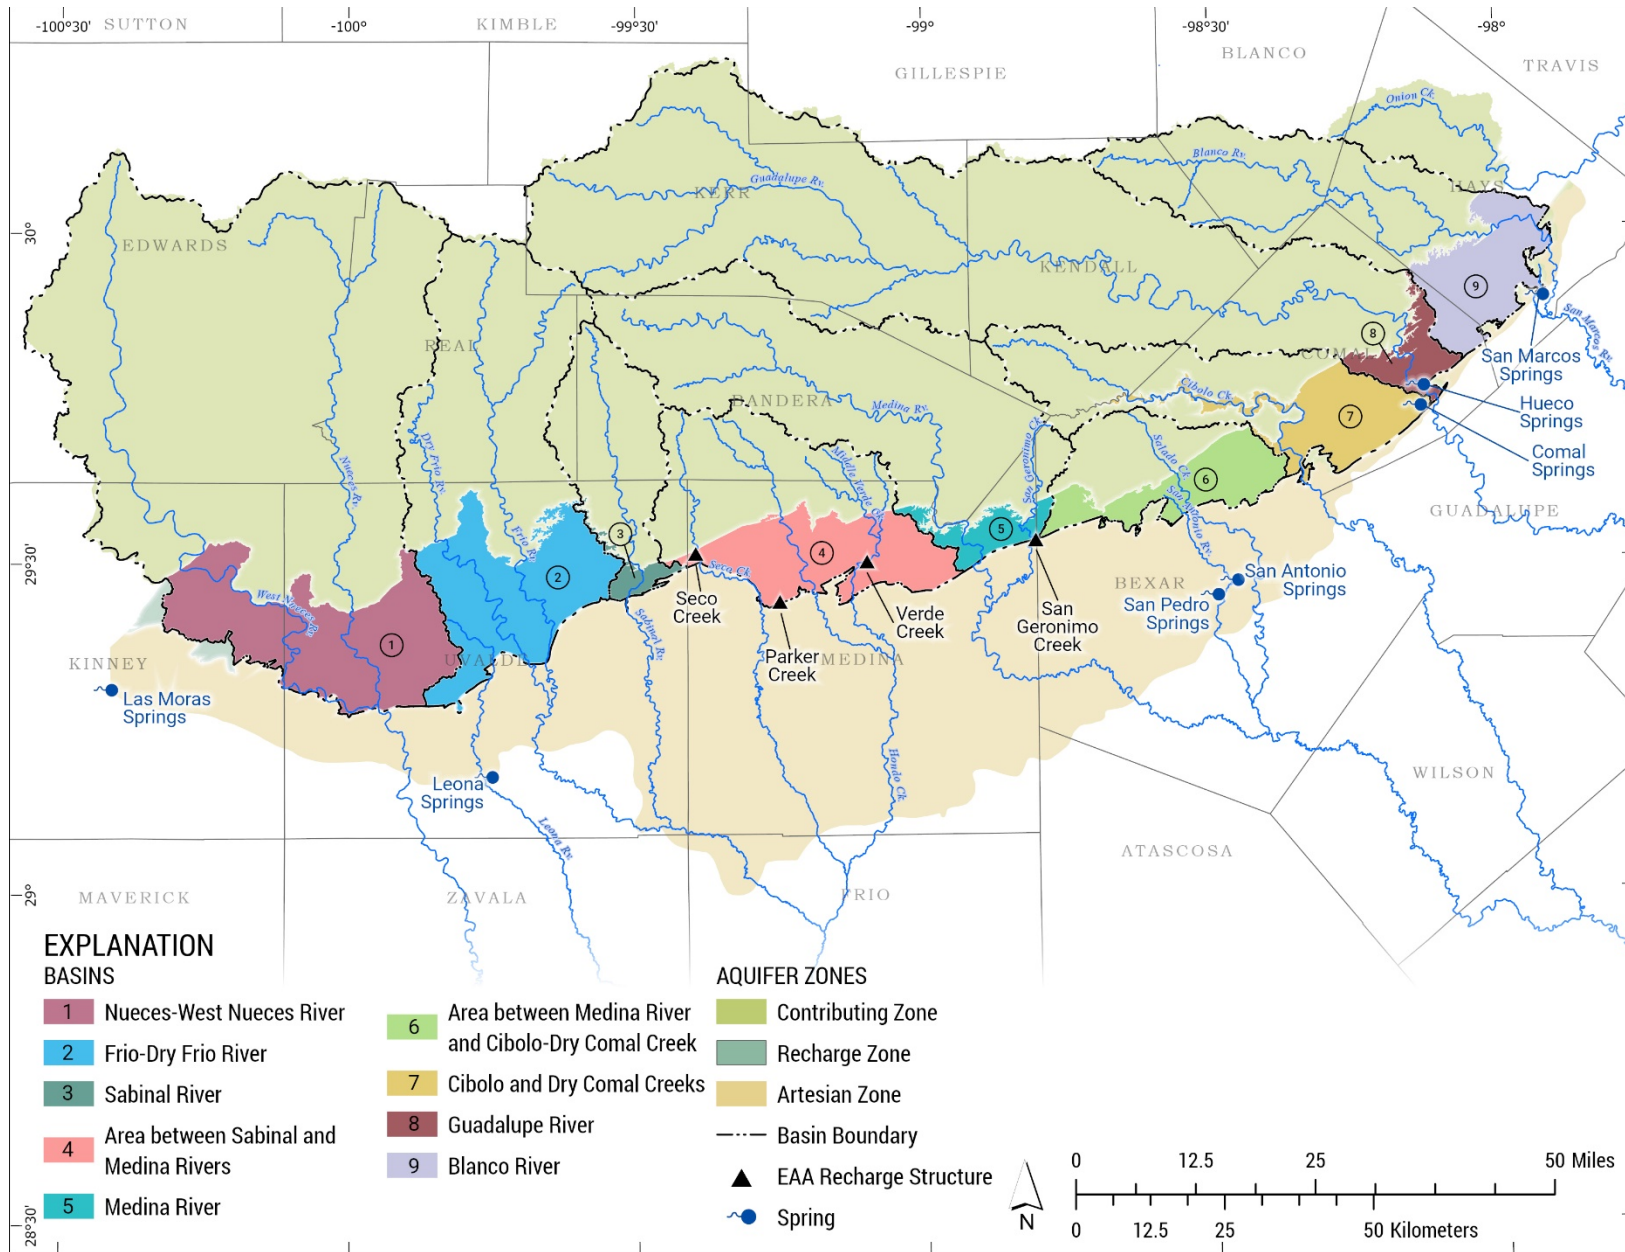 -100°30'
-100°
-99°30'
-99°
-98°30'
-98°
SUTTON
KIMBLE
GILLESPIE
BLANCO
TRAVIS
Onion Ck.
Blanco Rv.
Guadalupe Rv.
KERR
HAYS
30°
EDWARDS
KENDALL
9
San Marcos Rv.
REAL
8
COMAL
San Marcos
Springs
Cibolo Ck.
BANDERA
Medina Rv.
7
Hueco
Springs
Comal
Springs
San Geronimo Ck.
Salado Ck.
Dry Frio Rv.
Nueces Rv.
Middle Verde Ck.
6
San Antonio Rv.
GUADALUPE
Frio Rv.
3
5
4
29°30'
2
Seco Ck.
San Antonio
Springs
BEXAR
West Nueces Rv.
Seco
Creek
Verde
Creek
San
Geronimo
Creek
San Pedro
Springs
Sabinal Rv.
1
Parker
Creek
KINNEY
UVALDE
MEDINA
Las Moras
Springs
Hondo Ck.
WILSON
Leona
Springs
Leona Rv.
ATASCOSA
29°
MAVERICK
ZAVALA
FRIO
EXPLANATION
BASINS
1 Nueces-West Nueces River
2 Frio-Dry Frio River
3 Sabinal River
4 Area between Sabinal and
Medina Rivers
5 Medina River
6 Area between Medina River
and Cibolo-Dry Comal Creek
7 Cibolo and Dry Comal Creeks
8 Guadalupe River
9 Blanco River
AQUIFER ZONES
Contributing Zone
Recharge Zone
Artesian Zone
Basin Boundary
EAA Recharge Structure
Spring
28°30'
N
0 12.5 25 50 Miles
0 12.5 25 50 Kilometers